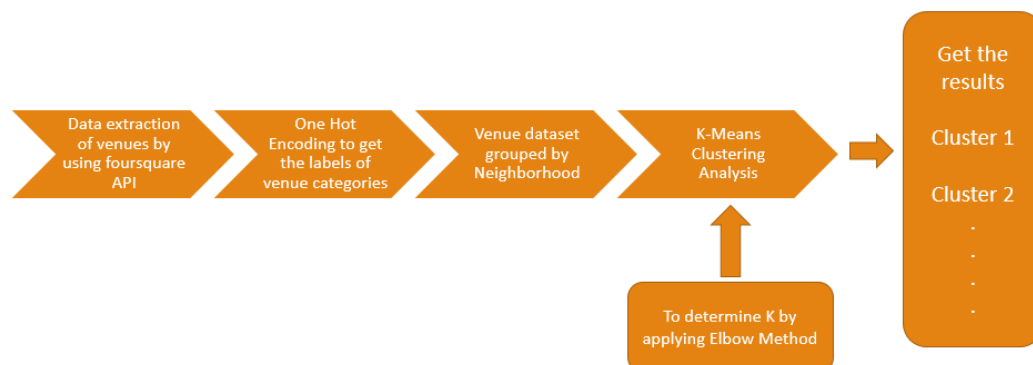 Data extraction
of venues by
using foursquare
API
One Hot
Encoding to get
the labels of
venue categories
Venue dataset
grouped by
Neighborhood
K-Means
Clustering
Analysis
To determine K by
applying Elbow Method
Get the
results
Cluster 1
Cluster 2
.
.
.
.